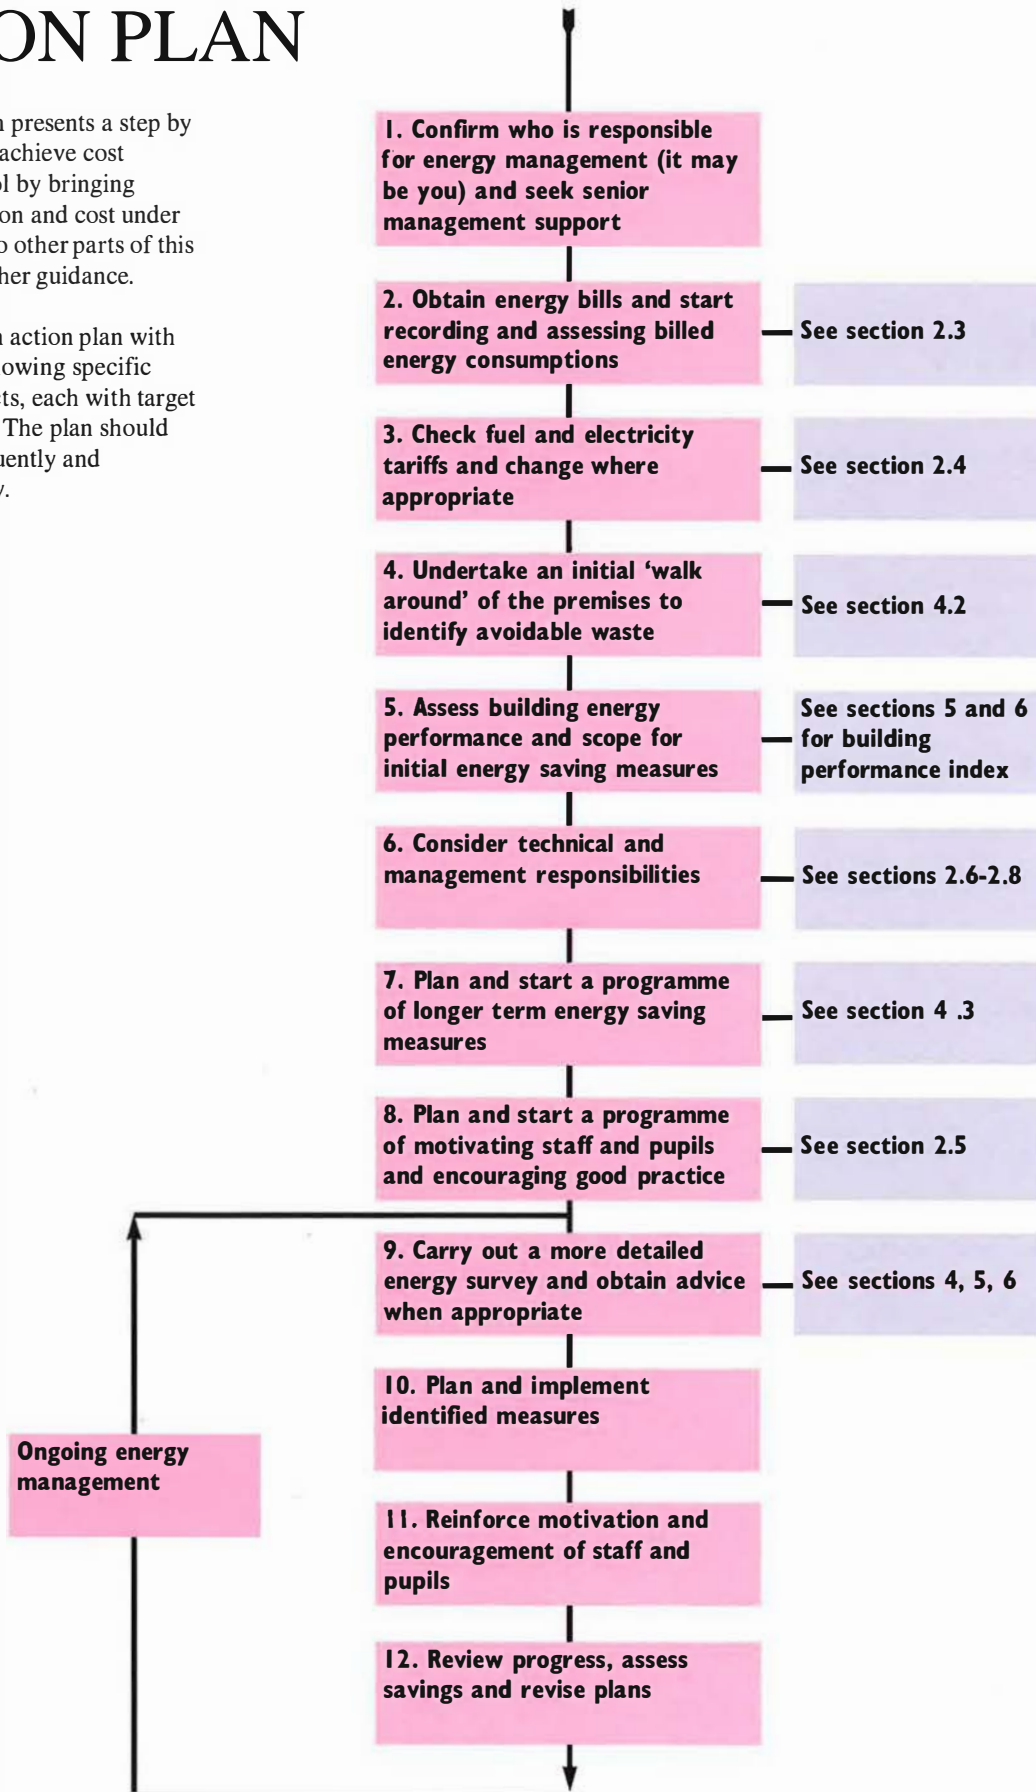 ON PLAN
n presents a step by
achieve cost
ol by bringing
on and cost under
o other parts of this
her guidance.
n action plan with
lowing specific
cts, each with target
The plan should
uently and
y.
1. Confirm who is responsible
for energy management (it may
be you) and seek senior
management support
2. Obtain energy bills and start
recording and assessing billed
energy consumptions
See section 2.3
3. Check fuel and electricity
tariffs and change where
appropriate
See section 2.4
4. Undertake an initial ‘walk
around’ of the premises to
identify avoidable waste
See section 4.2
5. Assess building energy
performance and scope for
initial energy saving measures
See sections 5 and 6
for building
performance index
6. Consider technical and
management responsibilities
See sections 2.6-2.8
7. Plan and start a programme
of longer term energy saving
measures
See section 4 .3
8. Plan and start a programme
of motivating staff and pupils
and encouraging good practice
See section 2.5
9. Carry out a more detailed
energy survey and obtain advice
when appropriate
See sections 4, 5, 6
10. Plan and implement
identified measures
Ongoing energy
management
11. Reinforce motivation and
encouragement of staff and
pupils
12. Review progress, assess
savings and revise plans